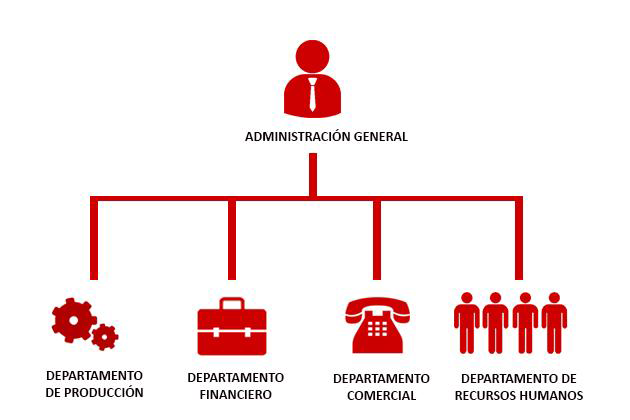 ADMINISTRACIÓN GENERAL
DEPARTAMENTO
DE PRODUCCIÓN
DEPARTAMENTO
FINANCIERO
DEPARTAMENTO
COMERCIAL
DEPARTAMENTO DE
RECURSOS HUMANOS